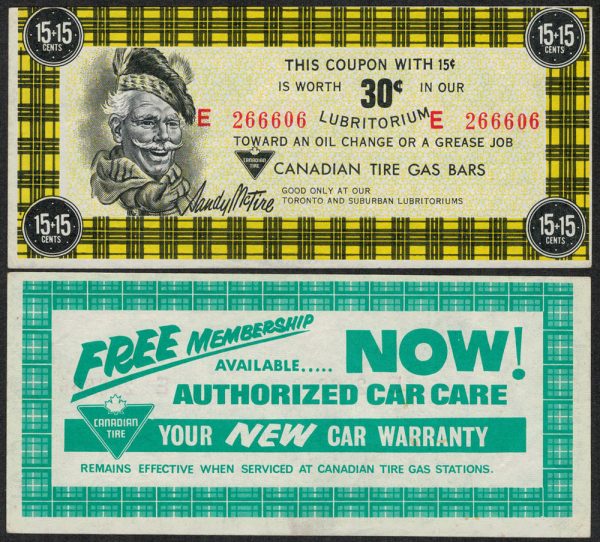 15+15
CENTS
15+15
CENTS
THIS COUPON WITH 15¢
IS WORTH 30¢ IN OUR
E 266606 LUBRITORIUM E 266606
TOWARD AN OIL CHANGE OR A GREASE JOB
CANADIAN
TIRE
CANADIAN TIRE GAS BARS
Sandy McTire
GOOD ONLY AT OUR
TORONTO AND SUBURBAN LUBRITORIUMS
15+15
CENTS
15+15
CENTS
FREE MEMBERSHIP
AVAILABLE..... NOW!
AUTHORIZED CAR CARE
CANADIAN
TIRE
YOUR NEW CAR WARRANTY
REMAINS EFFECTIVE WHEN SERVICED AT CANADIAN TIRE GAS STATIONS.